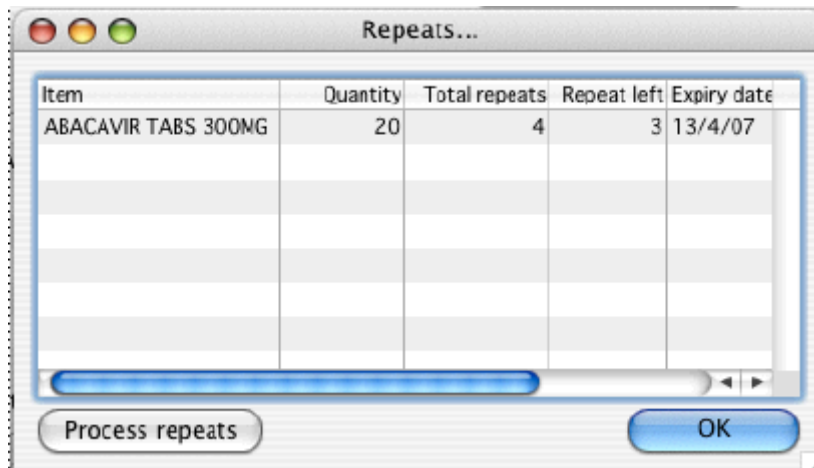 Repeats...
Item Quantity Total repeats Repeat left Expiry date
ABACAVIR TABS 300MG 20 4 3 13/4/07
Process repeats OK